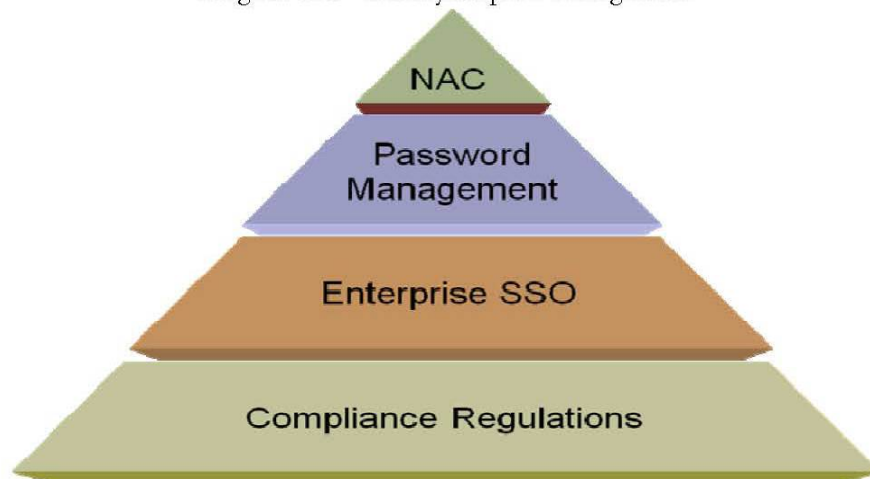 NAC
Password
Management
Enterprise SSO
Compliance Regulations